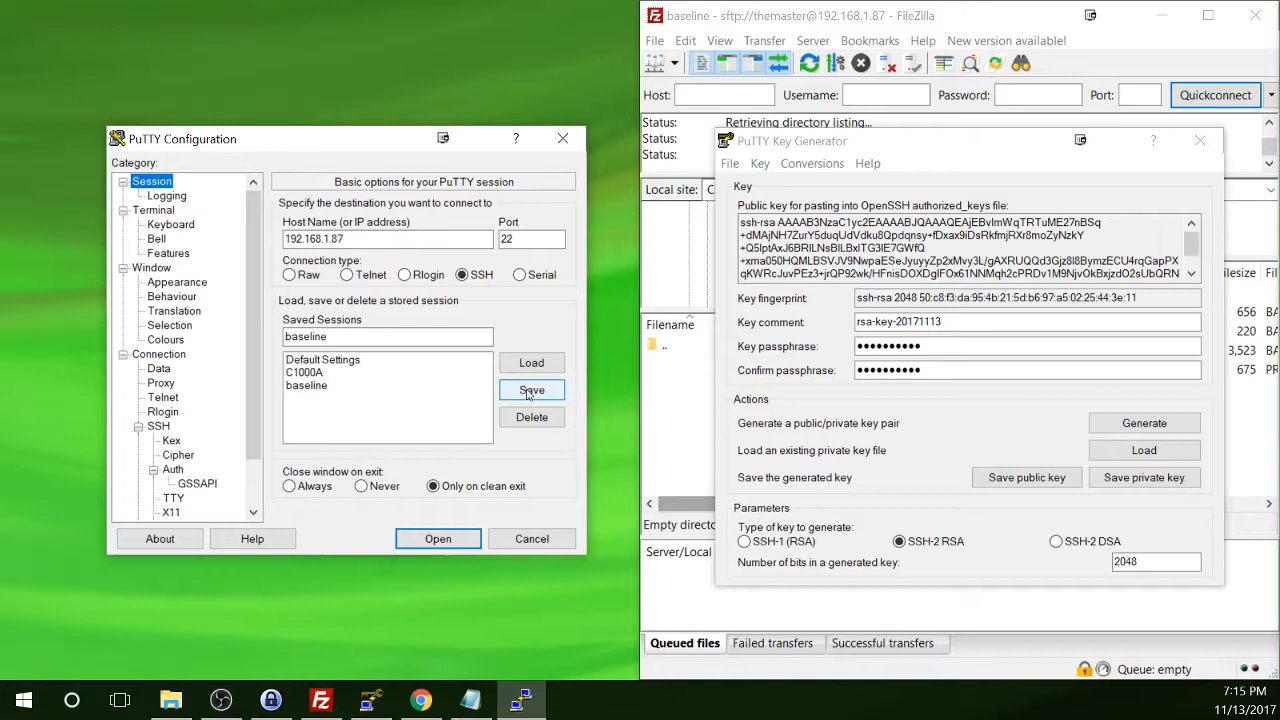 PuTTY Configuration
?
Category:
Session
Logging
Terminal
Keyboard
Bell
Features
Window
Appearance
Behaviour
Translation
Selection
Colours
Connection
Data
Proxy
Telnet
Rlogin
SSH
Kex
Cipher
Auth
GSSAPI
TTY
X11
Basic options for your PuTTY session
Specify the destination you want to connect to
Host Name (or IP address) Port
192.168.1.87 22
Connection type:
Raw Telnet Rlogin SSH Serial
Load, save or delete a stored session
Saved Sessions
baseline
Default Settings
C1000A
baseline
Load
Save
Delete
Close window on exit:
Always Never Only on clean exit
About Help Open Cancel
baseline - sftp://themaster@192.168.1.87 - FileZilla
File Edit View Transfer Server Bookmarks Help New version available!
Host: Username: Password: Port: Quickconnect
Status: Retrieving directory listing...
Status:
Status:
Local site: C
Filename
..
Filesize
656
220
3,523
675
Empty directo
Server/Local
Queued files Failed transfers Successful transfers
Queue: empty
PuTTY Key Generator
?
File Key Conversions Help
Key
Public key for pasting into OpenSSH authorized_keys file:
Key fingerprint: ssh-rsa 2048 50:c8:f3:da:95:4b:21:5d:b6:97:a5:02:25:44:3e:11
Key comment: rsa-key-20171113
Key passphrase: ••••••••••
Confirm passphrase: ••••••••••
Actions
Generate a public/private key pair Generate
Load an existing private key file Load
Save the generated key Save public key Save private key
Parameters
Type of key to generate:
SSH-1 (RSA) SSH-2 RSA SSH-2 DSA
Number of bits in a generated key: 2048
7:15 PM
11/13/2017